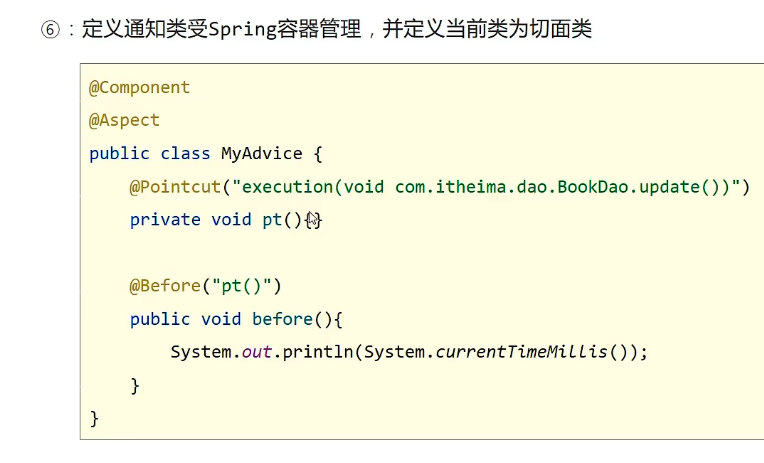 ⑥：定义通知类受Spring容器管理，并定义当前类为切面类
@Component
@Aspect
public class MyAdvice {
    @Pointcut("execution(void com.itheima.dao.BookDao.update())")
    private void pt(){}

    @Before("pt()")
    public void before(){
        System.out.println(System.currentTimeMillis());
    }
}